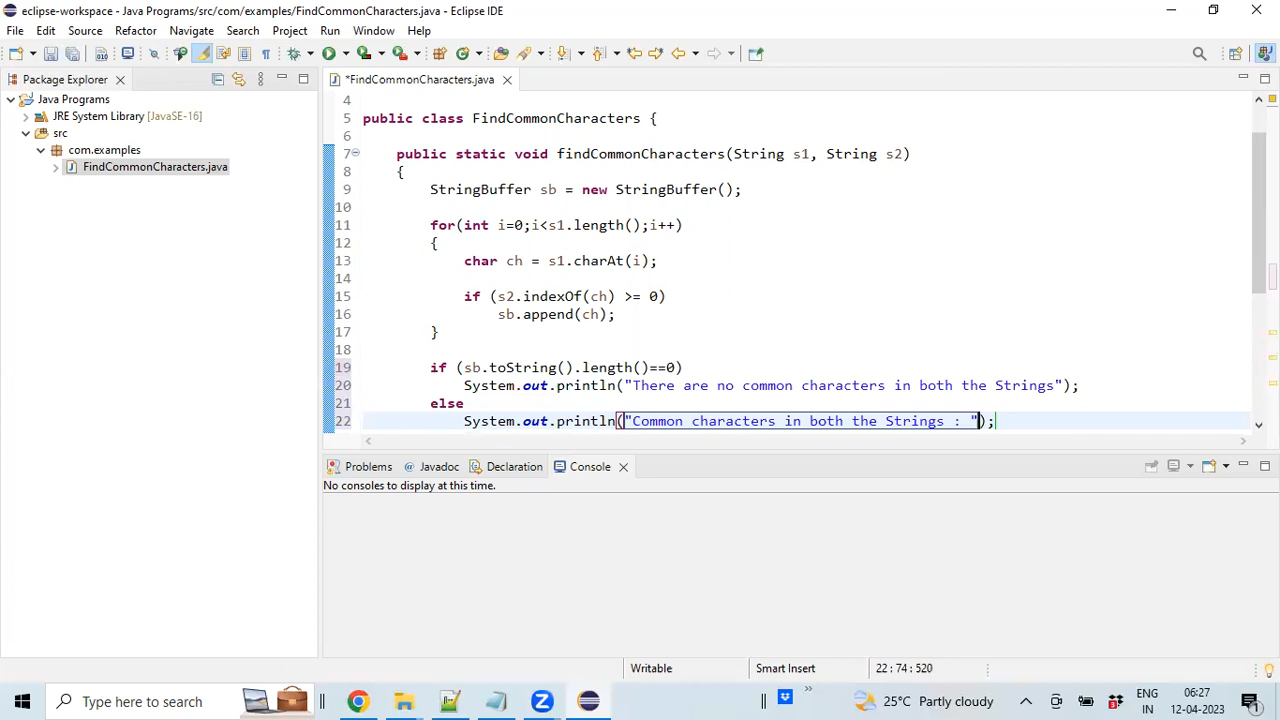 eclipse-workspace - Java Programs/src/com/examples/FindCommonCharacters.java - Eclipse IDE
File Edit Source Refactor Navigate Search Project Run Window Help
Package Explorer
Java Programs
JRE System Library [JavaSE-16]
src
com.examples
FindCommonCharacters.java
*FindCommonCharacters.java
4
5 public class FindCommonCharacters {
6
7 public static void findCommonCharacters(String s1, String s2)
8 {
9 StringBuffer sb = new StringBuffer();
10
11 for(int i=0;i<s1.length();i++)
12 {
13 char ch = s1.charAt(i);
14
15 if (s2.indexOf(ch) >= 0)
16 sb.append(ch);
17 }
18
19 if (sb.toString().length()==0)
20 System.out.println("There are no common characters in both the Strings");
21 else
22 System.out.println("Common characters in both the Strings : ");
Problems Javadoc Declaration Console
No consoles to display at this time.
Writable Smart Insert 22 : 74 : 520
Type here to search
25°C Partly cloudy
ENG
IN
06:27
12-04-2023
1